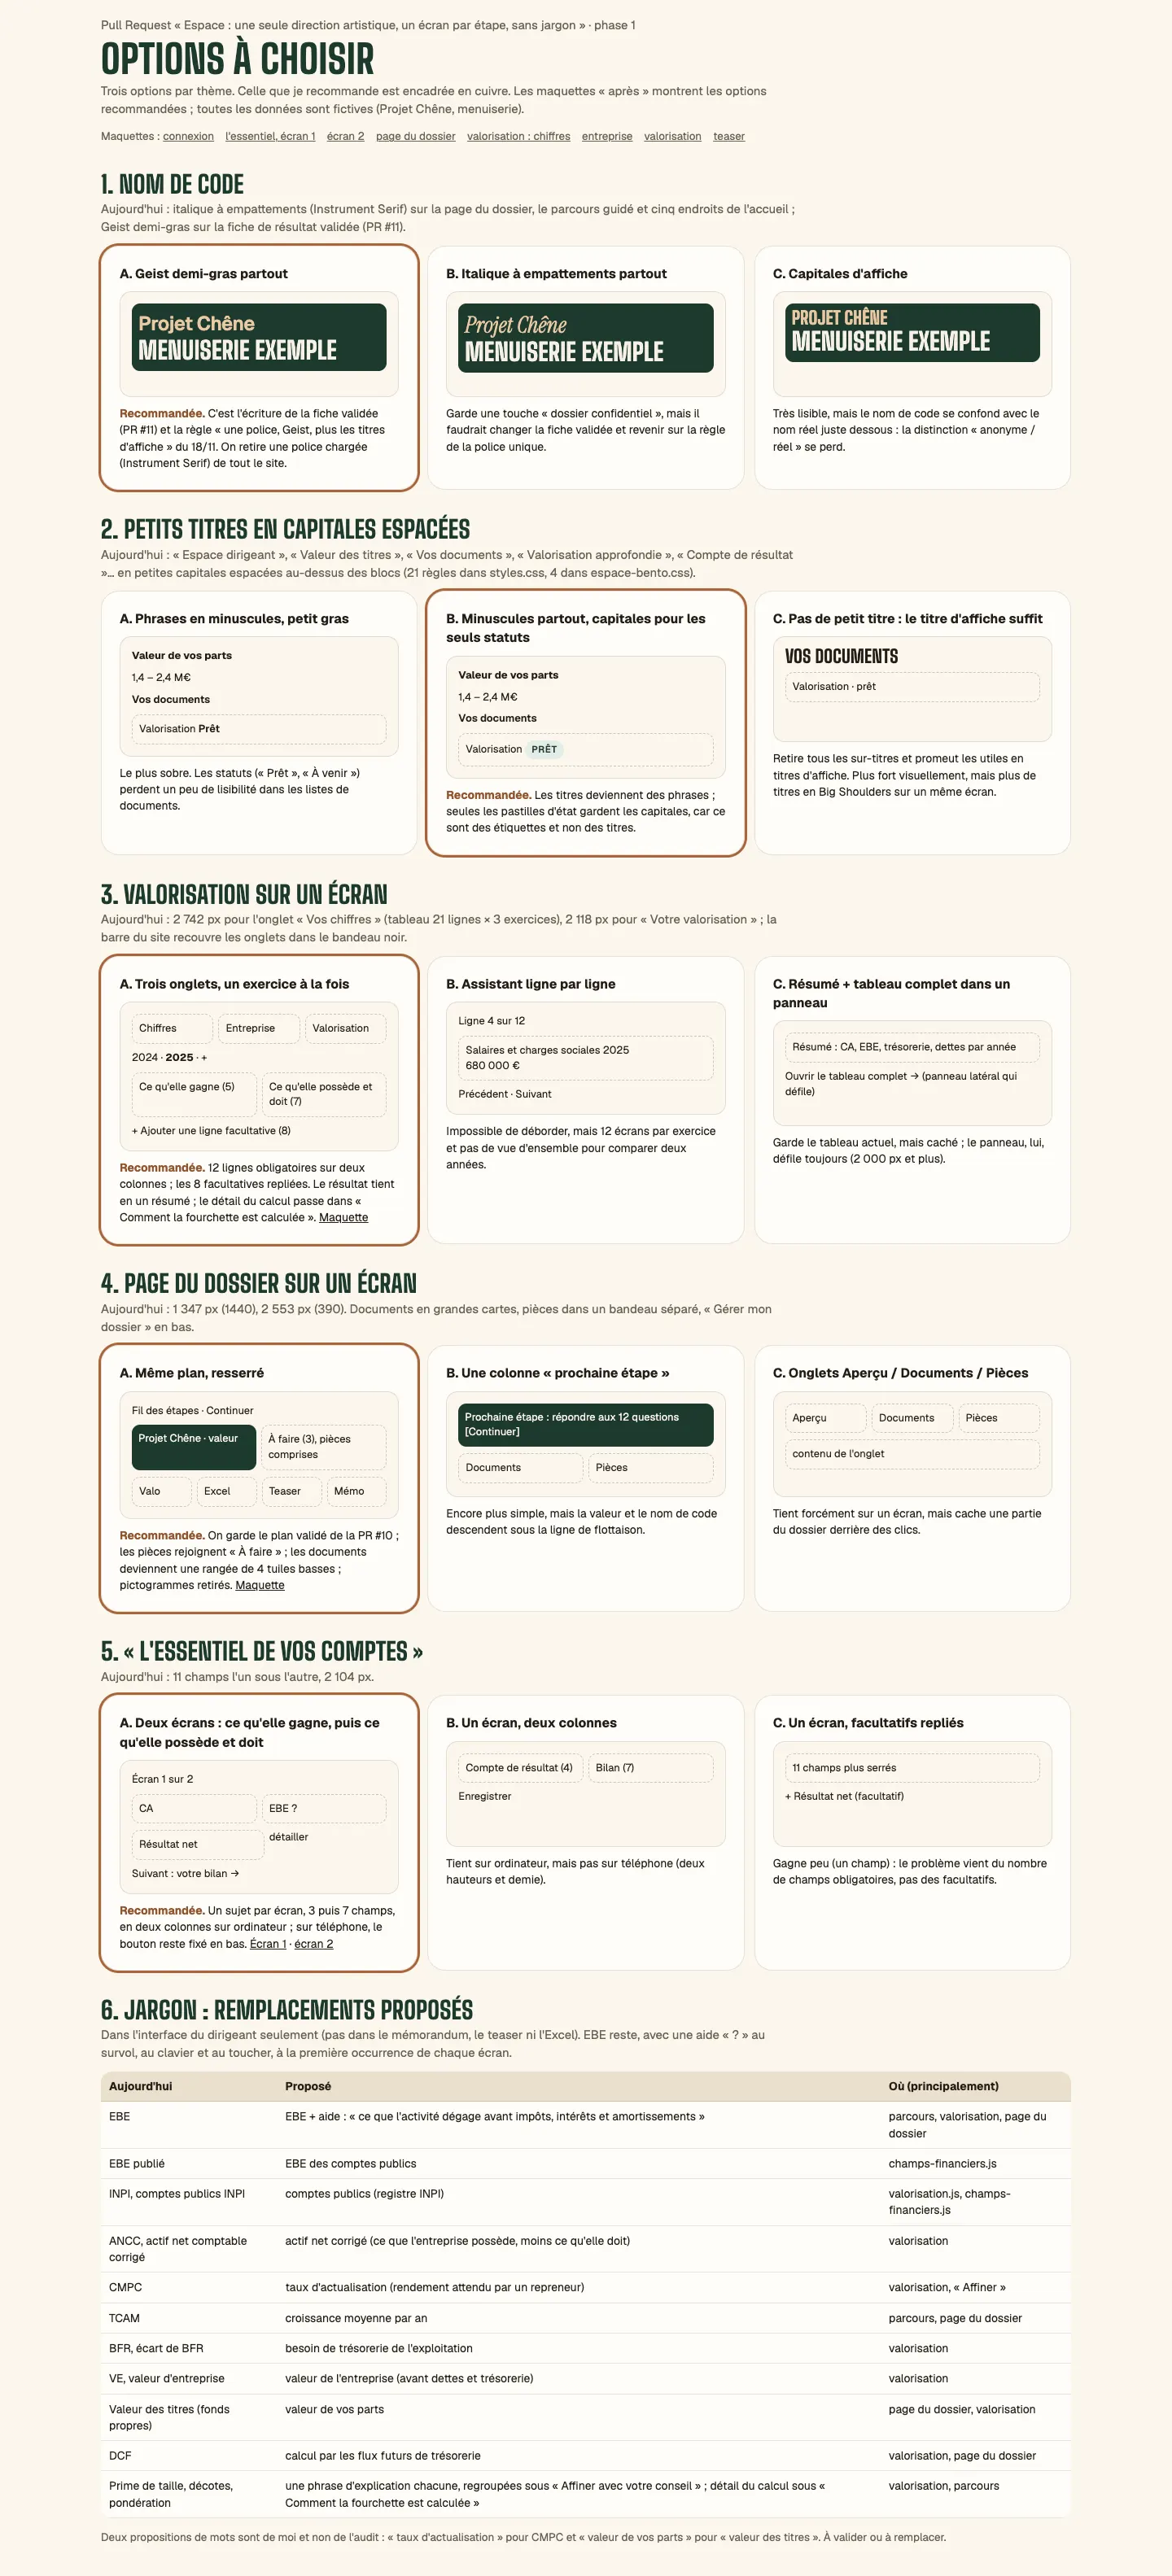 Pull Request « Espace : une seule direction artistique, un écran par étape, sans jargon » · phase 1
OPTIONS À CHOISIR
Trois options par thème. Celle que je recommande est encadrée en cuivre. Les maquettes « après » montrent les options
recommandées ; toutes les données sont fictives (Projet Chêne, menuiserie).
Maquettes : connexion l'essentiel, écran 1 écran 2 page du dossier valorisation : chiffres entreprise valorisation teaser
1. NOM DE CODE
Aujourd'hui : italique à empattements (Instrument Serif) sur la page du dossier, le parcours guidé et cinq endroits de l'accueil ;
Geist demi-gras sur la fiche de résultat validée (PR #11).
A. Geist demi-gras partout
Projet Chêne
MENUISERIE EXEMPLE
Recommandée. C'est l'écriture de la fiche validée
(PR #11) et la règle « une police, Geist, plus les titres
d'affiche » du 18/11. On retire une police chargée
(Instrument Serif) de tout le site.
B. Italique à empattements partout
Projet Chêne
MENUISERIE EXEMPLE
Garde une touche « dossier confidentiel », mais il
faudrait changer la fiche validée et revenir sur la règle
de la police unique.
C. Capitales d'affiche
PROJET CHÊNE
MENUISERIE EXEMPLE
Très lisible, mais le nom de code se confond avec le
nom réel juste dessous : la distinction « anonyme /
réel » se perd.
2. PETITS TITRES EN CAPITALES ESPACÉES
Aujourd'hui : « Espace dirigeant », « Valeur des titres », « Vos documents », « Valorisation approfondie », « Compte de résultat
»… en petites capitales espacées au-dessus des blocs (21 règles dans styles.css, 4 dans espace-bento.css).
A. Phrases en minuscules, petit gras
Valeur de vos parts
1,4 – 2,4 M€
Vos documents
Valorisation Prêt
Le plus sobre. Les statuts (« Prêt », « À venir »)
perdent un peu de lisibilité dans les listes de
documents.
B. Minuscules partout, capitales pour les
seuls statuts
Valeur de vos parts
1,4 – 2,4 M€
Vos documents
Valorisation PRÊT
Recommandée. Les titres deviennent des phrases ;
seules les pastilles d'état gardent les capitales, car ce
sont des étiquettes et non des titres.
C. Pas de petit titre : le titre d'affiche suffit
VOS DOCUMENTS
Valorisation · prêt
Retire tous les sur-titres et promeut les utiles en
titres d'affiche. Plus fort visuellement, mais plus de
titres en Big Shoulders sur un même écran.
3. VALORISATION SUR UN ÉCRAN
Aujourd'hui : 2 742 px pour l'onglet « Vos chiffres » (tableau 21 lignes × 3 exercices), 2 118 px pour « Votre valorisation » ; la
barre du site recouvre les onglets dans le bandeau noir.
A. Trois onglets, un exercice à la fois
Chiffres Entreprise Valorisation
2024 · 2025 · +
Ce qu'elle gagne (5)
Ce qu'elle possède et
doit (7)
+ Ajouter une ligne facultative (8)
Recommandée. 12 lignes obligatoires sur deux
colonnes ; les 8 facultatives repliées. Le résultat tient
en un résumé ; le détail du calcul passe dans «
Comment la fourchette est calculée ». Maquette
B. Assistant ligne par ligne
Ligne 4 sur 12
Salaires et charges sociales 2025
680 000 €
Précédent · Suivant
Impossible de déborder, mais 12 écrans par exercice
et pas de vue d'ensemble pour comparer deux
années.
C. Résumé + tableau complet dans un
panneau
Résumé : CA, EBE, trésorerie, dettes par année
Ouvrir le tableau complet → (panneau latéral qui
défile)
Garde le tableau actuel, mais caché ; le panneau, lui,
défile toujours (2 000 px et plus).
4. PAGE DU DOSSIER SUR UN ÉCRAN
Aujourd'hui : 1 347 px (1440), 2 553 px (390). Documents en grandes cartes, pièces dans un bandeau séparé, « Gérer mon
dossier » en bas.
A. Même plan, resserré
Fil des étapes · Continuer
Projet Chêne · valeur
À faire (3), pièces
comprises
Valo Excel Teaser Mémo
Recommandée. On garde le plan validé de la PR #10 ;
les pièces rejoignent « À faire » ; les documents
deviennent une rangée de 4 tuiles basses ;
pictogrammes retirés. Maquette
B. Une colonne « prochaine étape »
Prochaine étape : répondre aux 12 questions
[Continuer]
Documents Pièces
Encore plus simple, mais la valeur et le nom de code
descendent sous la ligne de flottaison.
C. Onglets Aperçu / Documents / Pièces
Aperçu Documents Pièces
contenu de l'onglet
Tient forcément sur un écran, mais cache une partie
du dossier derrière des clics.
5. « L'ESSENTIEL DE VOS COMPTES »
Aujourd'hui : 11 champs l'un sous l'autre, 2 104 px.
A. Deux écrans : ce qu'elle gagne, puis ce
qu'elle possède et doit
Écran 1 sur 2
CA EBE ?
Résultat net détailler
Suivant : votre bilan →
Recommandée. Un sujet par écran, 3 puis 7 champs,
en deux colonnes sur ordinateur ; sur téléphone, le
bouton reste fixé en bas. Écran 1 · écran 2
B. Un écran, deux colonnes
Compte de résultat (4) Bilan (7)
Enregistrer
Tient sur ordinateur, mais pas sur téléphone (deux
hauteurs et demie).
C. Un écran, facultatifs repliés
11 champs plus serrés
+ Résultat net (facultatif)
Gagne peu (un champ) : le problème vient du nombre
de champs obligatoires, pas des facultatifs.
6. JARGON : REMPLACEMENTS PROPOSÉS
Dans l'interface du dirigeant seulement (pas dans le mémorandum, le teaser ni l'Excel). EBE reste, avec une aide « ? » au
survol, au clavier et au toucher, à la première occurrence de chaque écran.
Aujourd'hui Proposé Où (principalement)
EBE EBE + aide : « ce que l'activité dégage avant impôts, intérêts et amortissements » parcours, valorisation, page du
dossier
EBE publié EBE des comptes publics champs-financiers.js
INPI, comptes publics INPI comptes publics (registre INPI) valorisation.js, champs-
financiers.js
ANCC, actif net comptable
corrigé
actif net corrigé (ce que l'entreprise possède, moins ce qu'elle doit) valorisation
CMPC taux d'actualisation (rendement attendu par un repreneur) valorisation, « Affiner »
TCAM croissance moyenne par an parcours, page du dossier
BFR, écart de BFR besoin de trésorerie de l'exploitation valorisation
VE, valeur d'entreprise valeur de l'entreprise (avant dettes et trésorerie) valorisation
Valeur des titres (fonds
propres)
valeur de vos parts page du dossier, valorisation
DCF calcul par les flux futurs de trésorerie valorisation, page du dossier
Prime de taille, décotes,
pondération
une phrase d'explication chacune, regroupées sous « Affiner avec votre conseil » ; détail du calcul sous «
Comment la fourchette est calculée »
valorisation, parcours
Deux propositions de mots sont de moi et non de l'audit : « taux d'actualisation » pour CMPC et « valeur de vos parts » pour « valeur des titres ». À valider ou à remplacer.